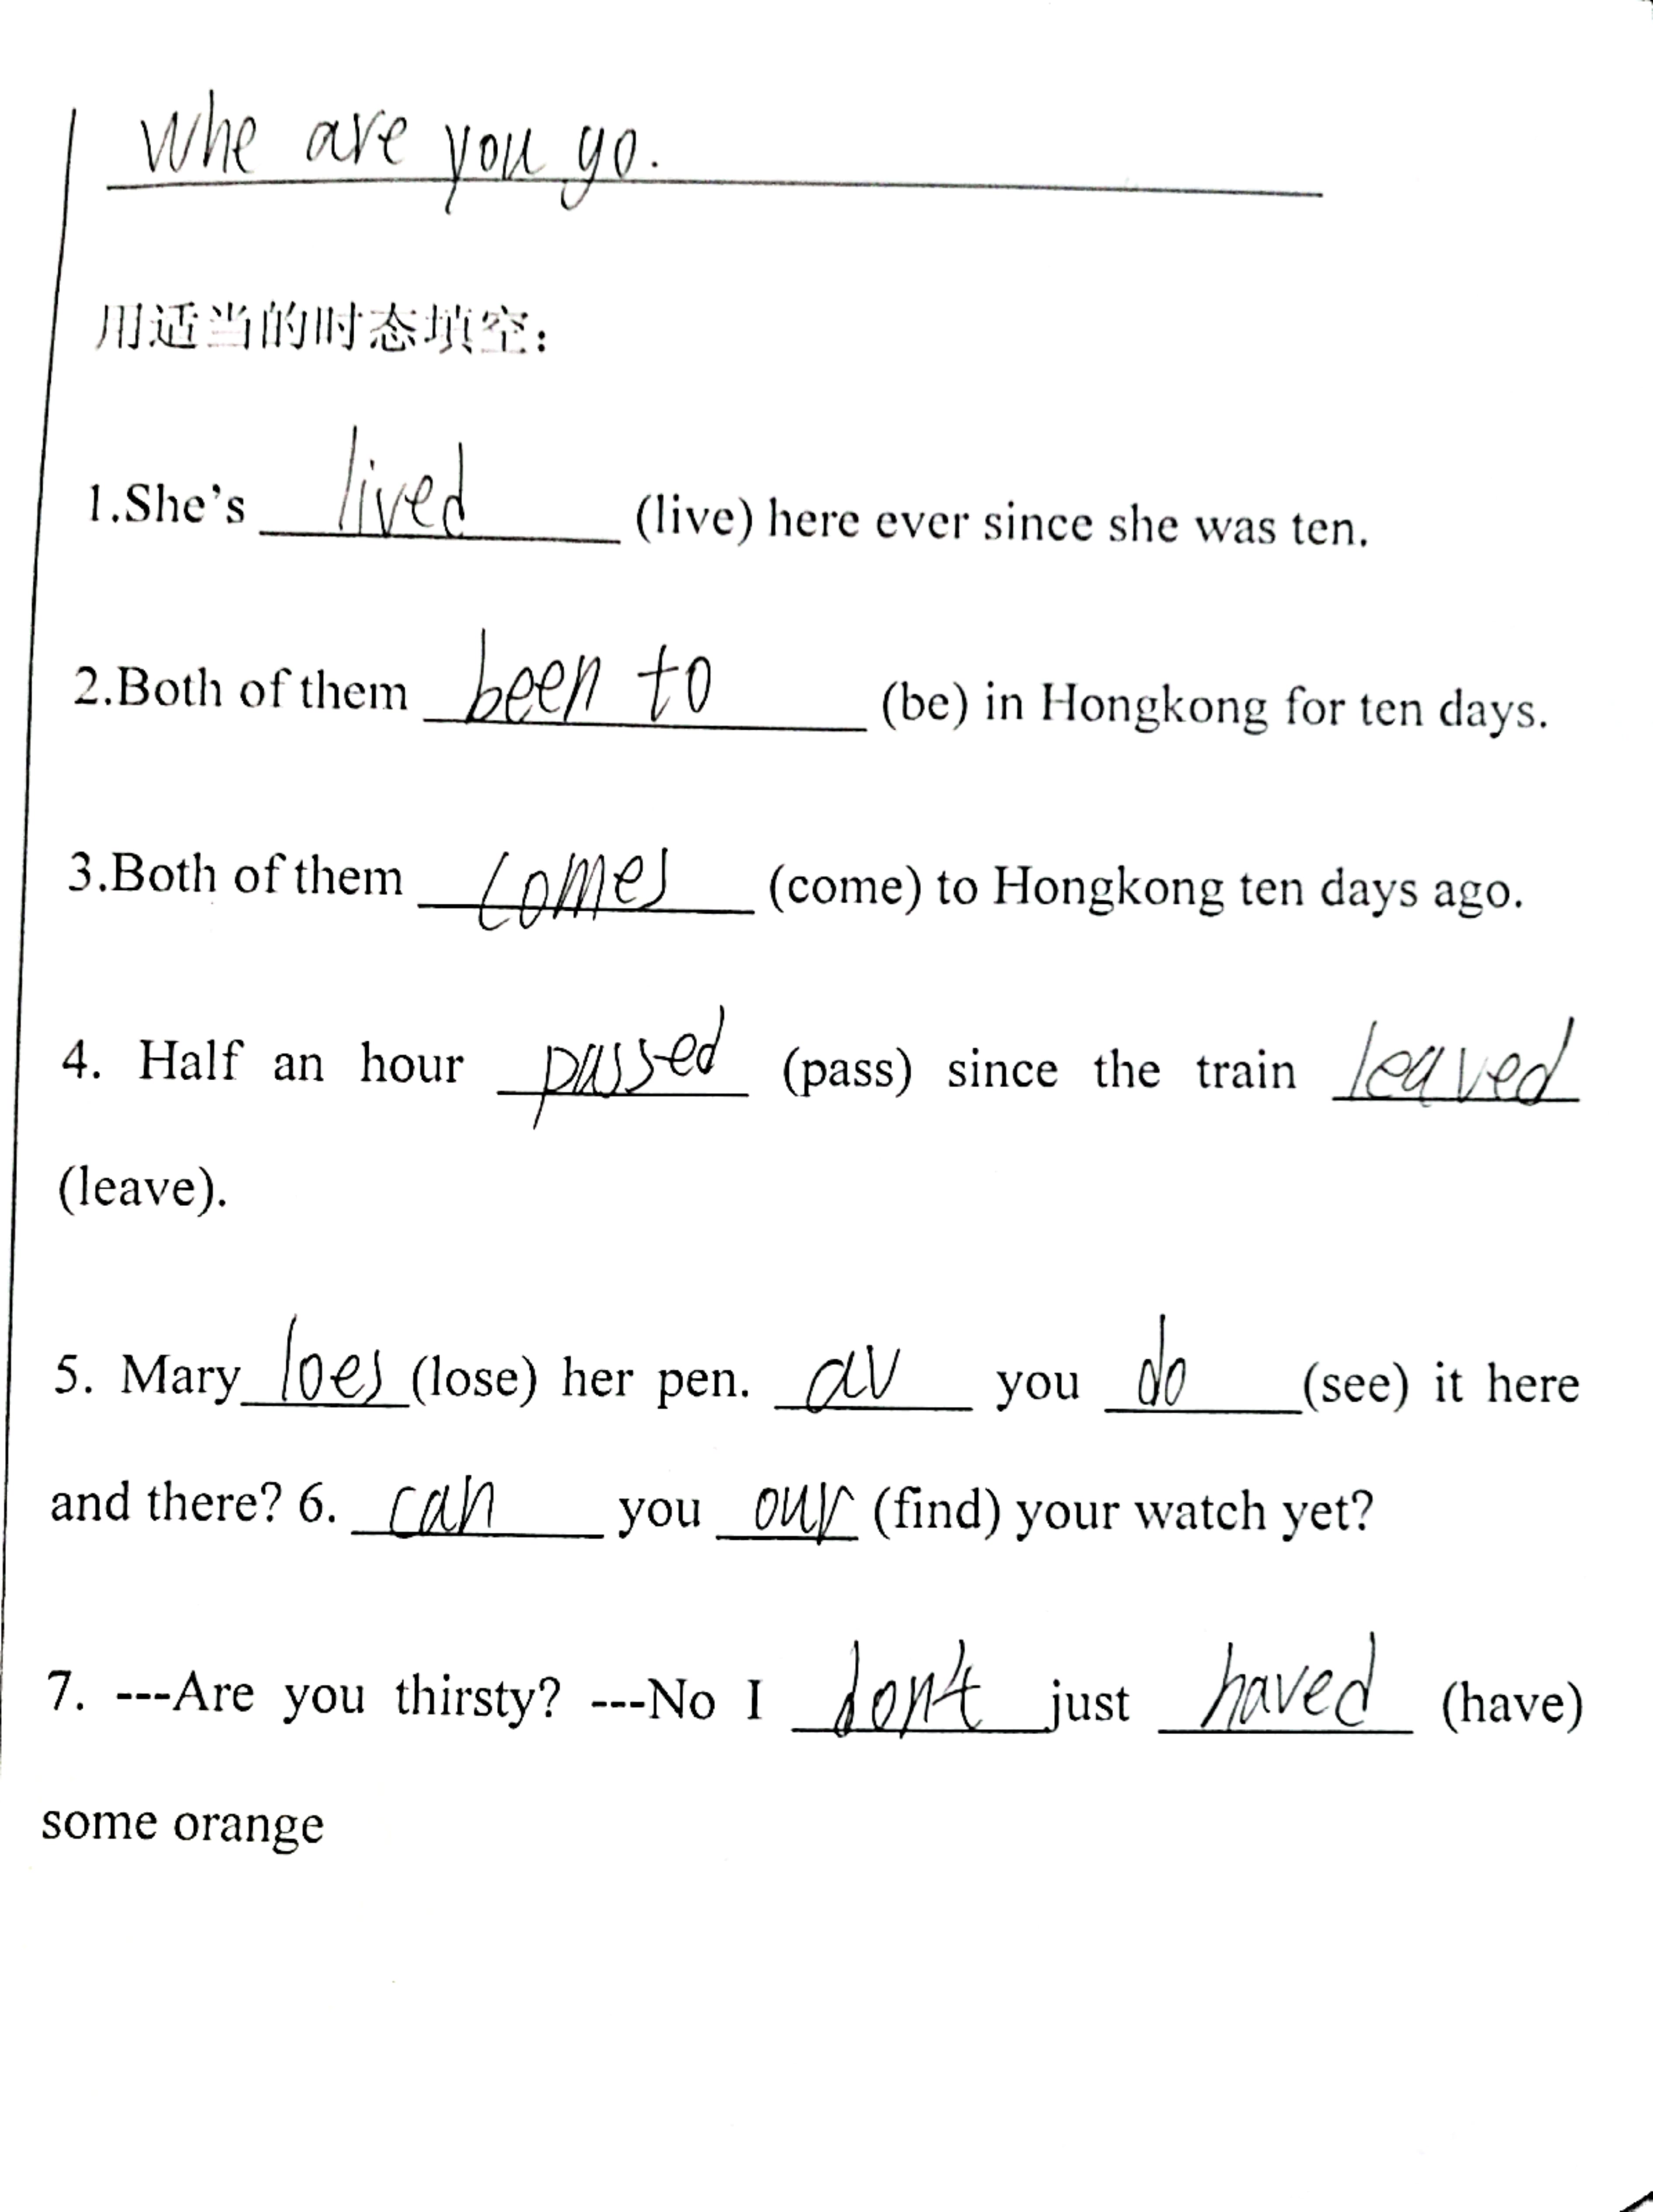 Whe are you go.
用适当的时态填空：
1.She's lived (live) here ever since she was ten.
2.Both of them been to (be) in Hongkong for ten days.
3.Both of them comes (come) to Hongkong ten days ago.
4. Half an hour passed (pass) since the train leaved
(leave).
5. Mary loes (lose) her pen. av you do (see) it here
and there? 6. can you our (find) your watch yet?
7. ---Are you thirsty? ---No I don't just haved (have)
some orange